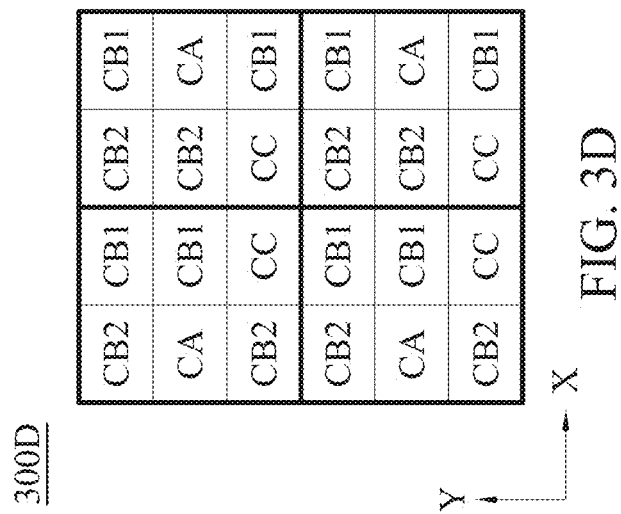 300D
CB2 CB1 CB2 CB1
CA CB1 CB2 CA
CB2 CC CC CB1
CB2 CB1 CB2 CB1
CA CB1 CB2 CA
CB2 CC CC CB1
Y
X
FIG. 3D